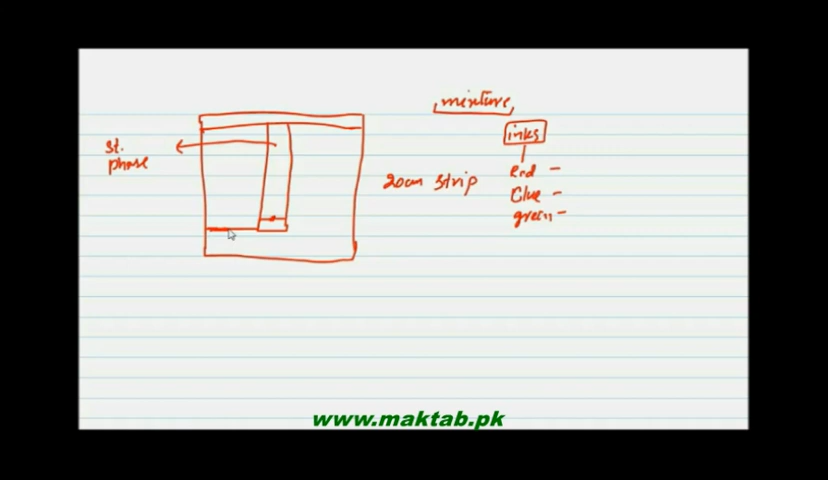 mixture
inks
st.
phase
20cm strip
red -
blue -
green -
www.maktab.pk